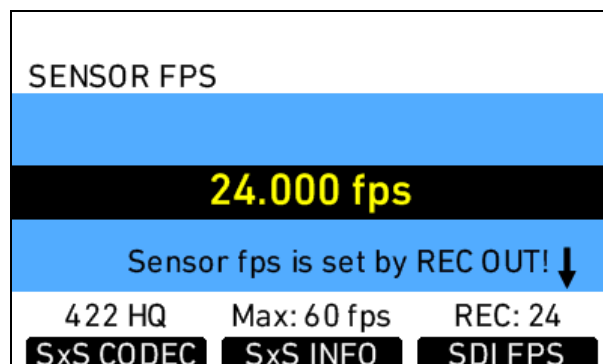 SENSOR FPS
24.000 fps
Sensor fps is set by REC OUT!
422 HQ Max: 60 fps REC: 24
SxS CODEC SxS INFO SDI FPS